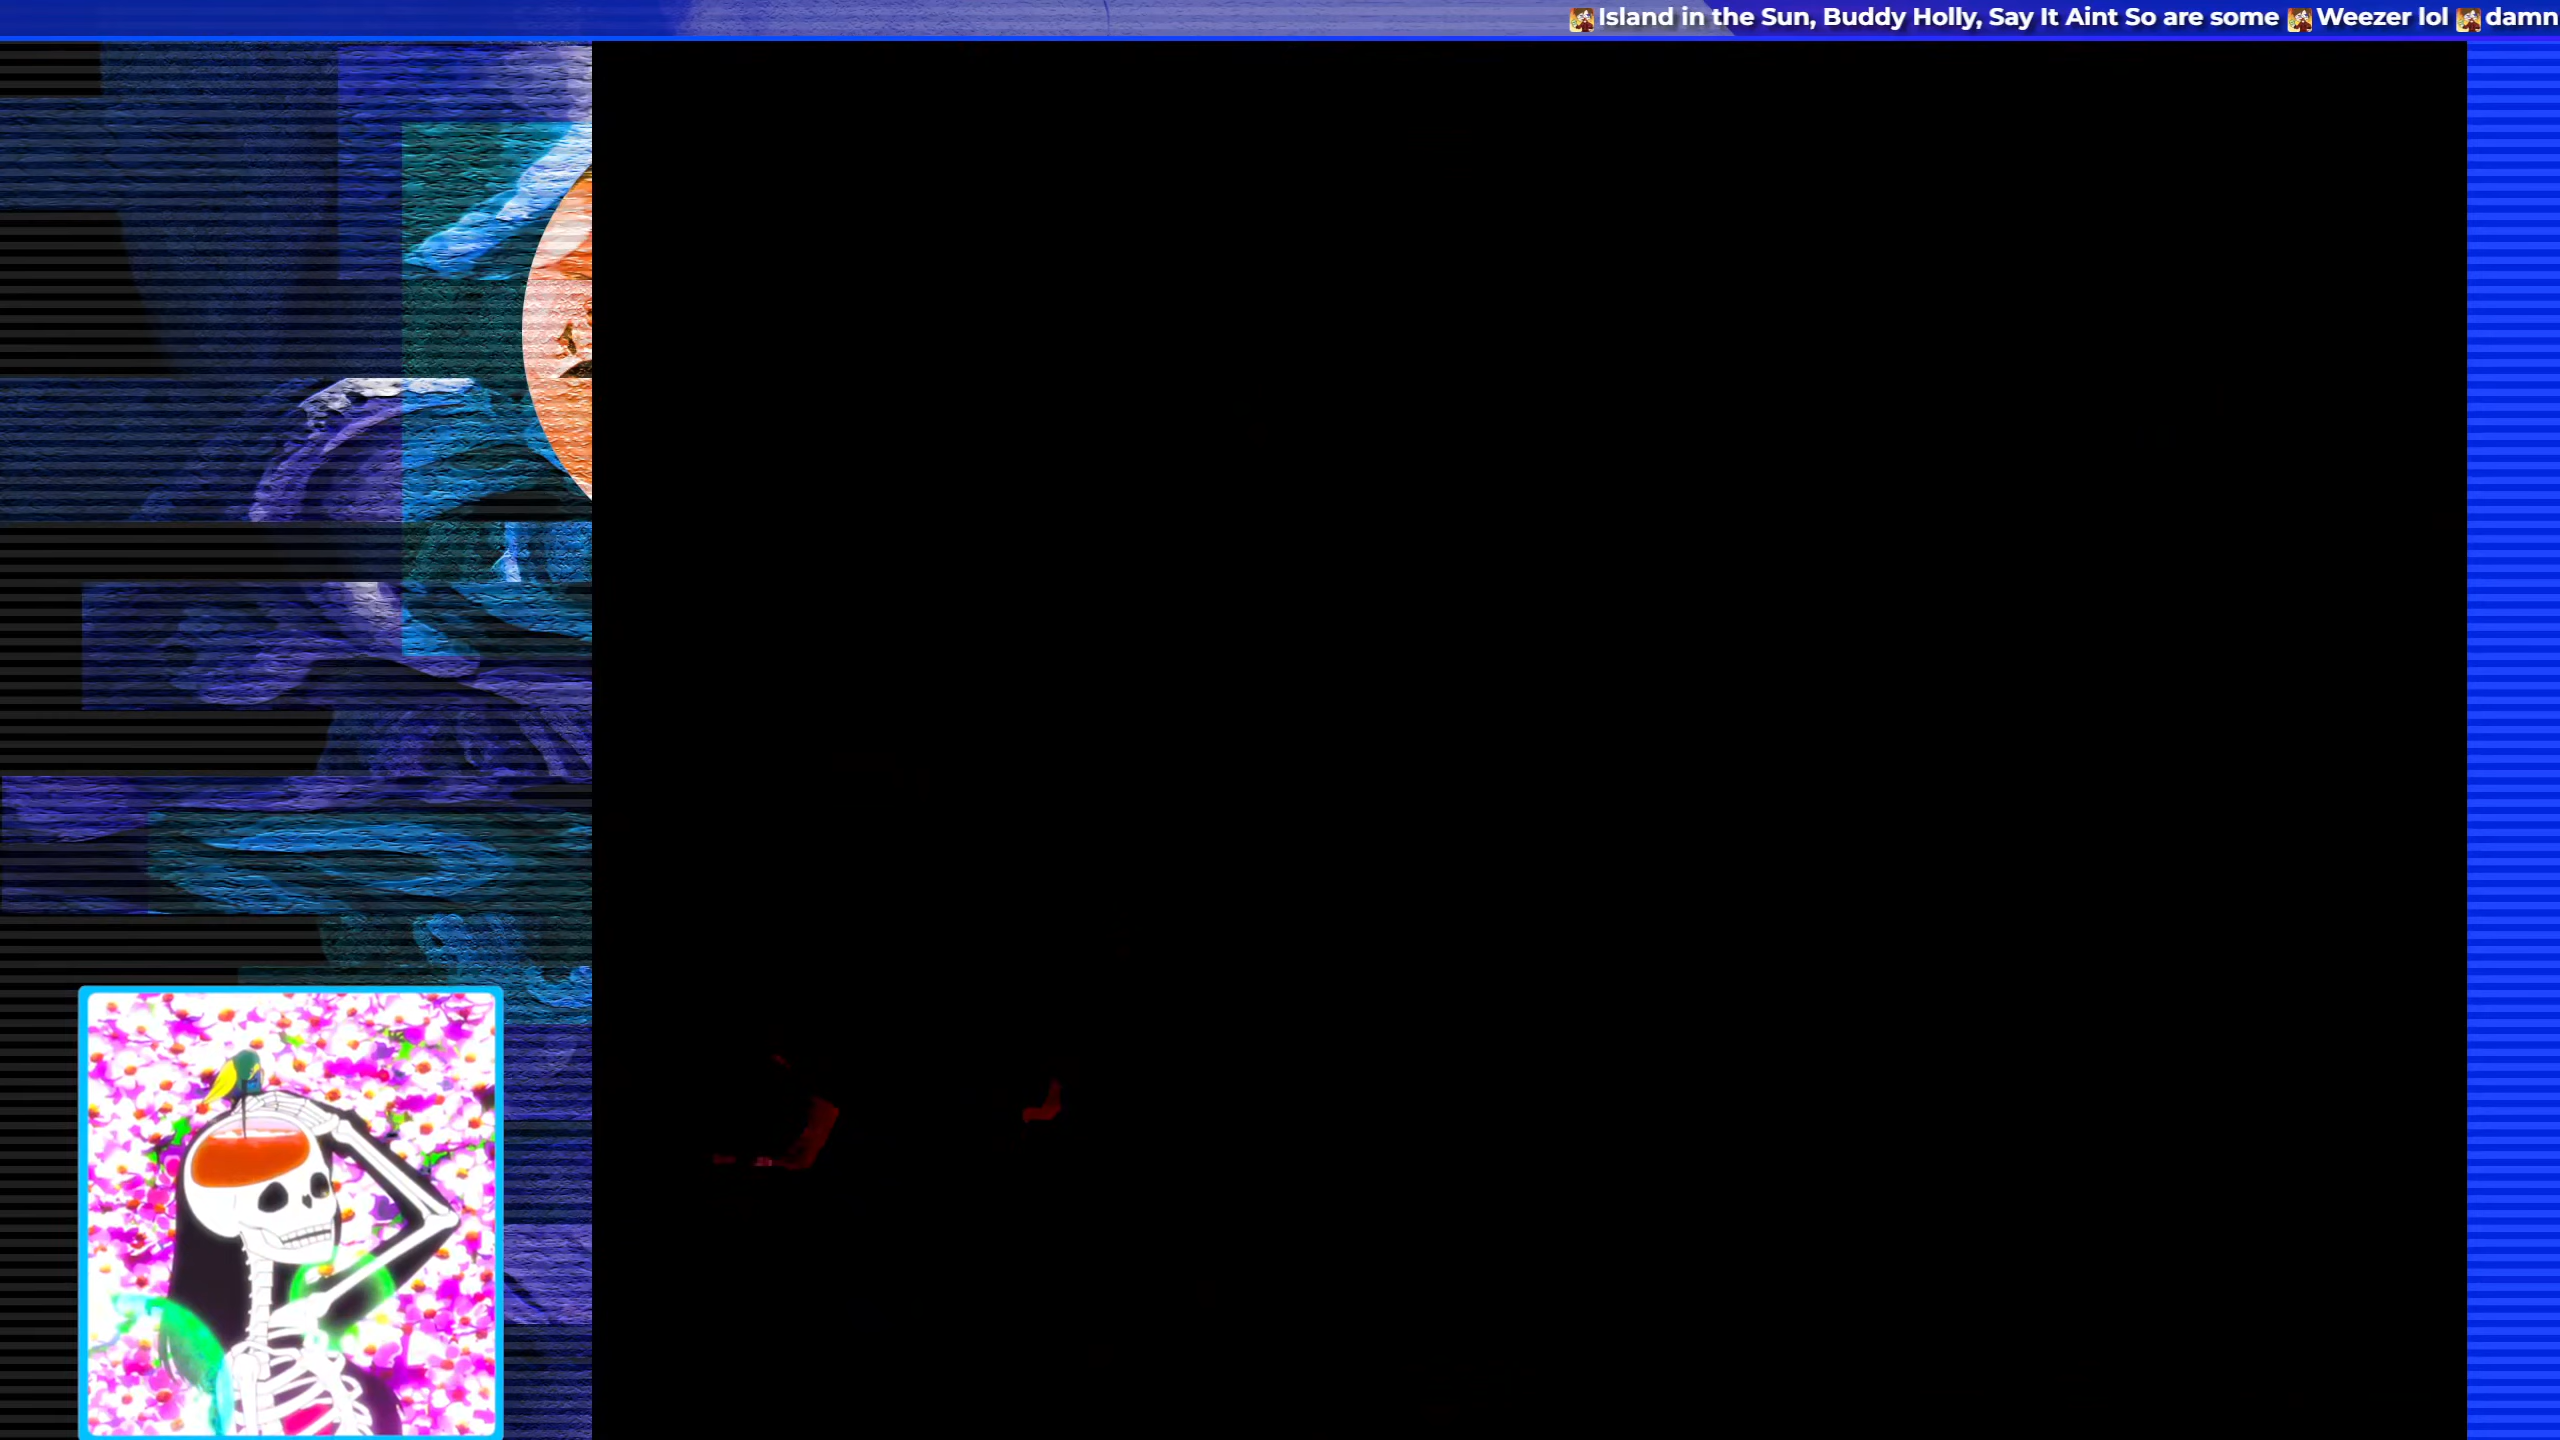 Island in the Sun, Buddy Holly, Say It Aint So are some Weezer lol damn